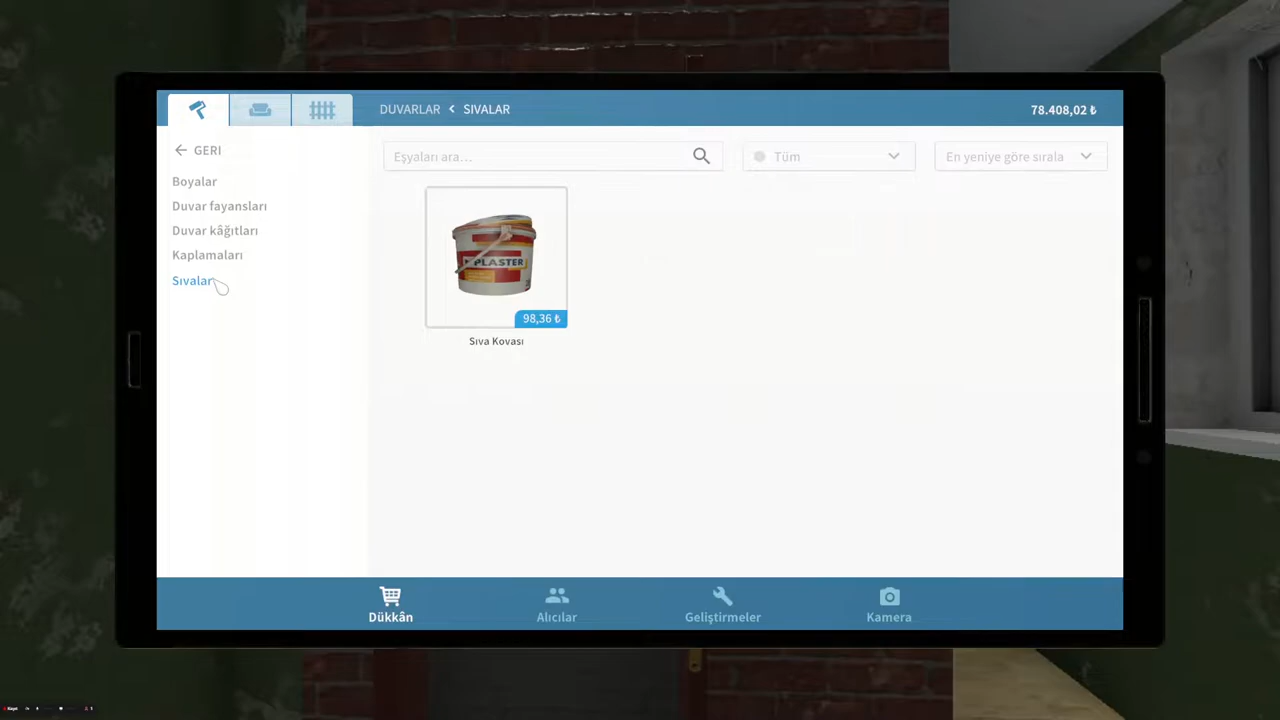 DUVARLAR < SIVALAR
78.408,02 ₺
GERI
Eşyaları ara...
Tüm
En yeniye göre sırala
Boyalar
Duvar fayansları
Duvar kâğıtları
Kaplamaları
Sıvalar
PLASTER
98,36 ₺
Sıva Kovası
Dükkân
Alıcılar
Geliştirmeler
Kamera